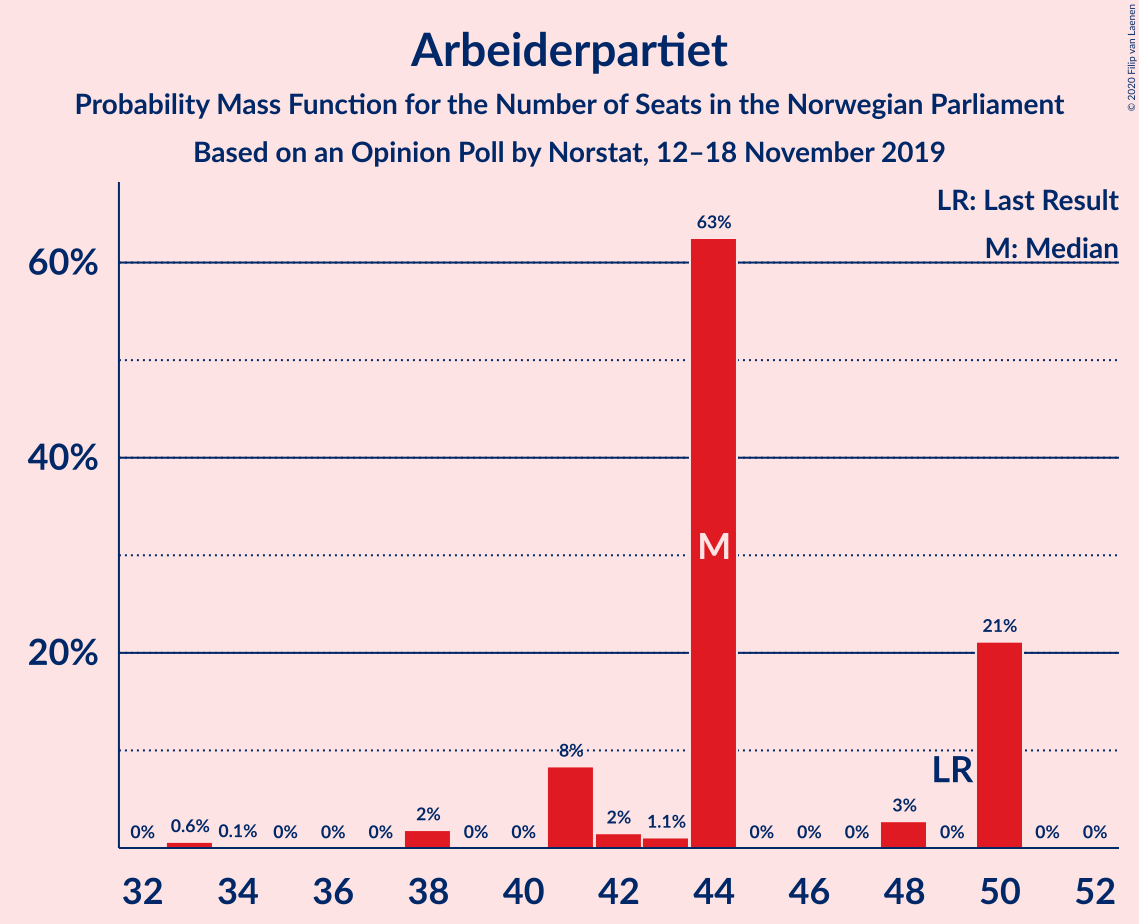 Arbeiderpartiet
Probability Mass Function for the Number of Seats in the Norwegian Parliament
Based on an Opinion Poll by Norstat, 12–18 November 2019
© 2020 Filip van Laenen
LR: Last Result
M: Median
60%
40%
20%
0% 0.6% 0.1% 0% 0% 0% 2% 0% 0% 8% 2% 1.1% 63% 0% 0% 0% 3% 0% 21% 0% 0%
M
LR
32 34 36 38 40 42 44 46 48 50 52